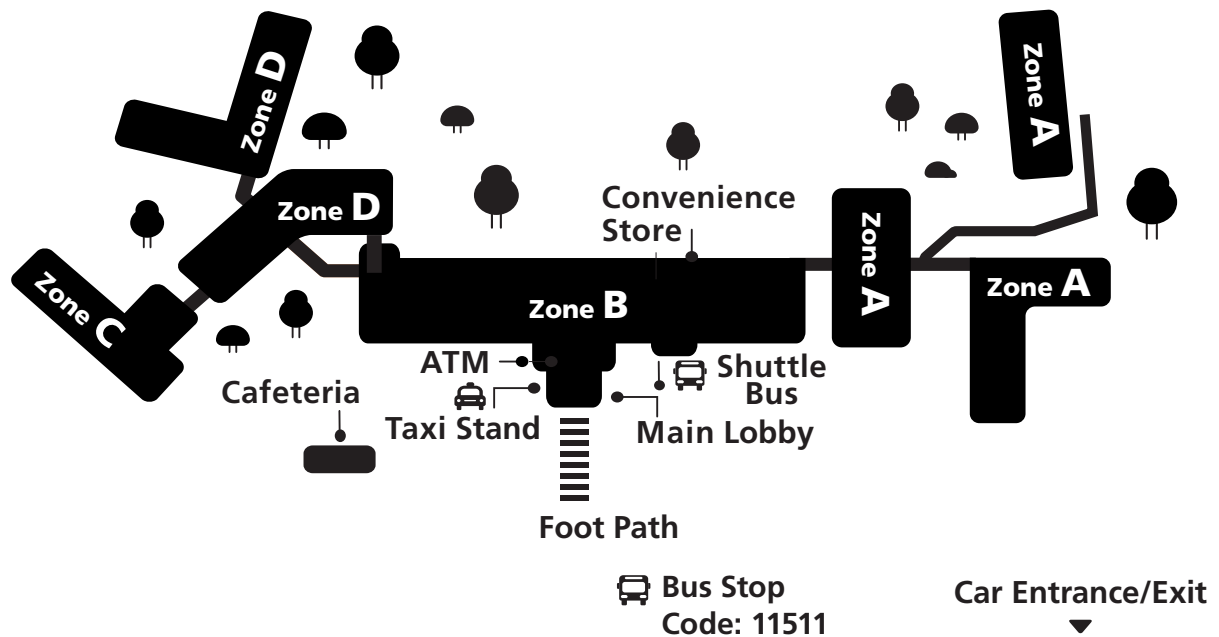 Zone D
Zone A
Convenience
Store
Zone D
Zone A
Zone A
Zone C
Zone B
ATM
Shuttle
Bus
Cafeteria
Taxi Stand
Main Lobby
Foot Path
Bus Stop
Code: 11511
Car Entrance/Exit